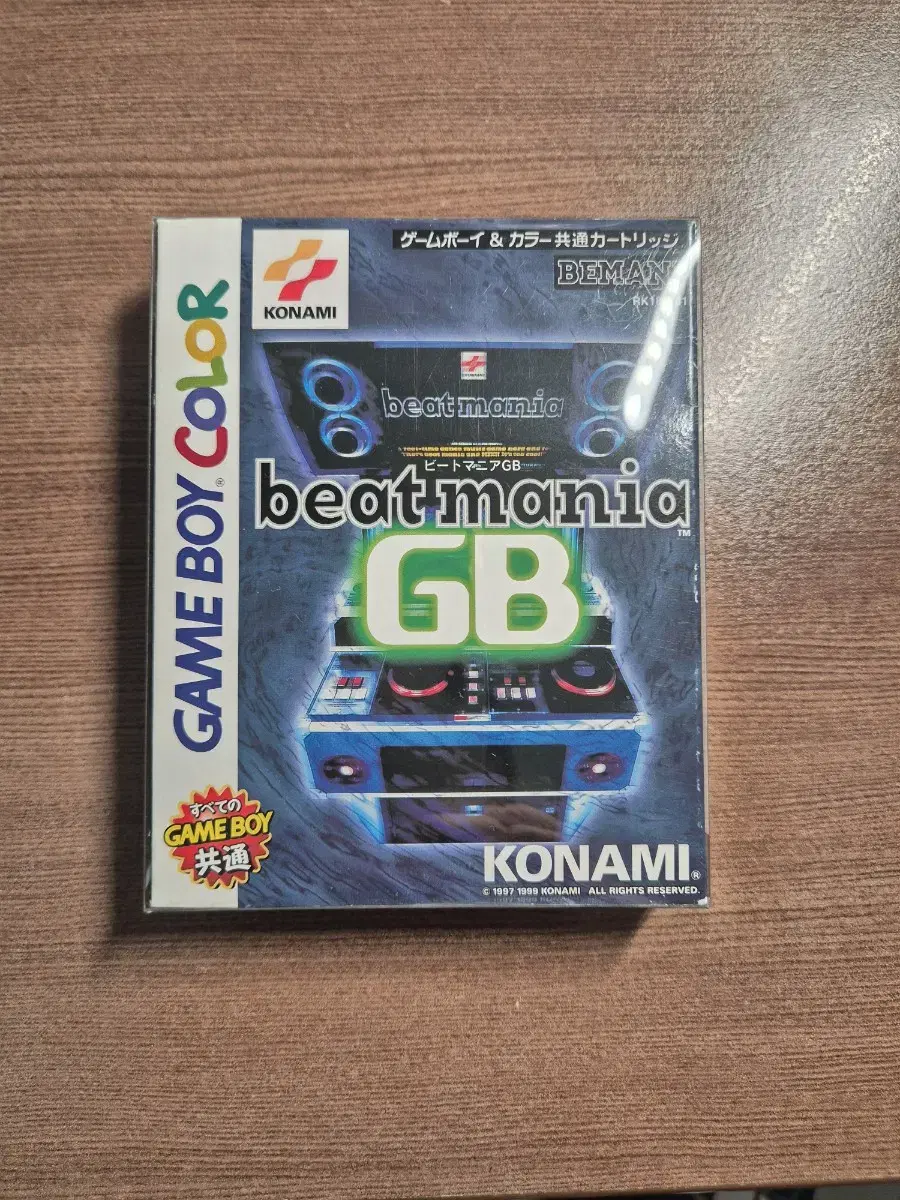 ゲームボーイ & カラー共通カートリッジ
KONAMI
GAME BOY COLOR
beatmania
ビートマニアGB
beatmania
TM
GB
すべての
GAME BOY
共通
KONAMI
© 1997 1999 KONAMI ALL RIGHTS RESERVED.